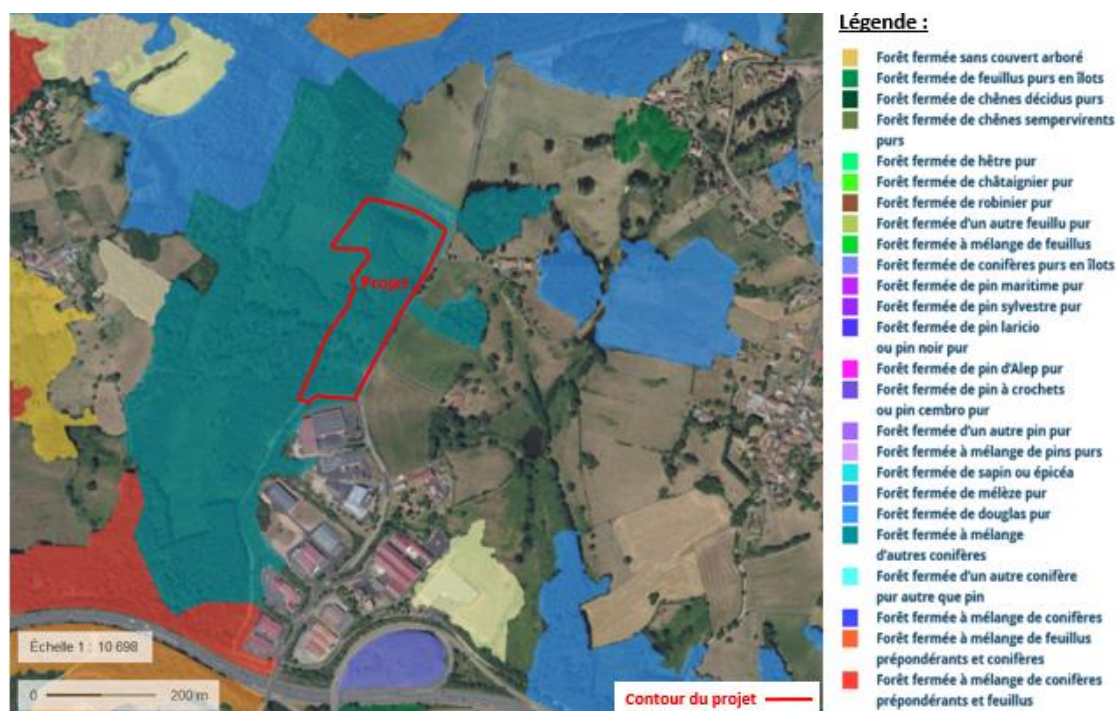 Légende :
Forêt fermée sans couvert arboré
Forêt fermée de feuillus purs en îlots
Forêt fermée de chênes décidus purs
Forêt fermée de chênes sempervirents
purs
Forêt fermée de hêtre pur
Forêt fermée de châtaignier pur
Forêt fermée de robinier pur
Forêt fermée d'un autre feuillu pur
Forêt fermée à mélange de feuillus
Forêt fermée de conifères purs en îlots
Forêt fermée de pin maritime pur
Forêt fermée de pin sylvestre pur
Forêt fermée de pin laricio
ou pin noir pur
Forêt fermée de pin d'Alep pur
Forêt fermée de pin à crochets
ou pin cembro pur
Forêt fermée d'un autre pin pur
Forêt fermée à mélange de pins purs
Forêt fermée de sapin ou épicéa
Forêt fermée de mélèze pur
Forêt fermée de douglas pur
Forêt fermée à mélange
d'autres conifères
Forêt fermée d'un autre conifère
pur autre que pin
Forêt fermée à mélange de conifères
Forêt fermée à mélange de feuillus
prépondérants et conifères
Forêt fermée à mélange de conifères
prépondérants et feuillus
Projet
Échelle 1 : 10 698
0 200 m
Contour du projet